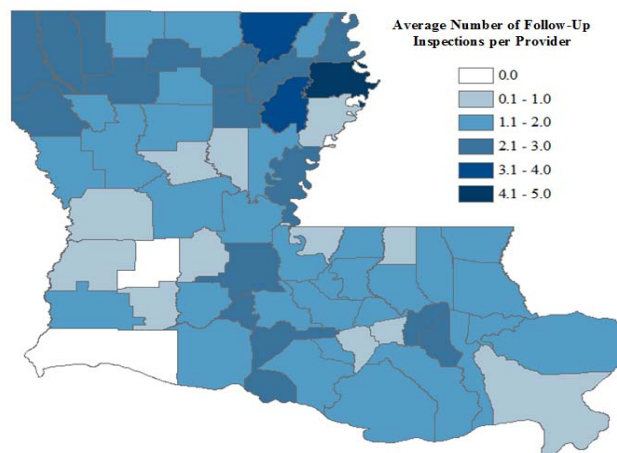 Average Number of Follow-Up
Inspections per Provider
0.0
0.1 - 1.0
1.1 - 2.0
2.1 - 3.0
3.1 - 4.0
4.1 - 5.0